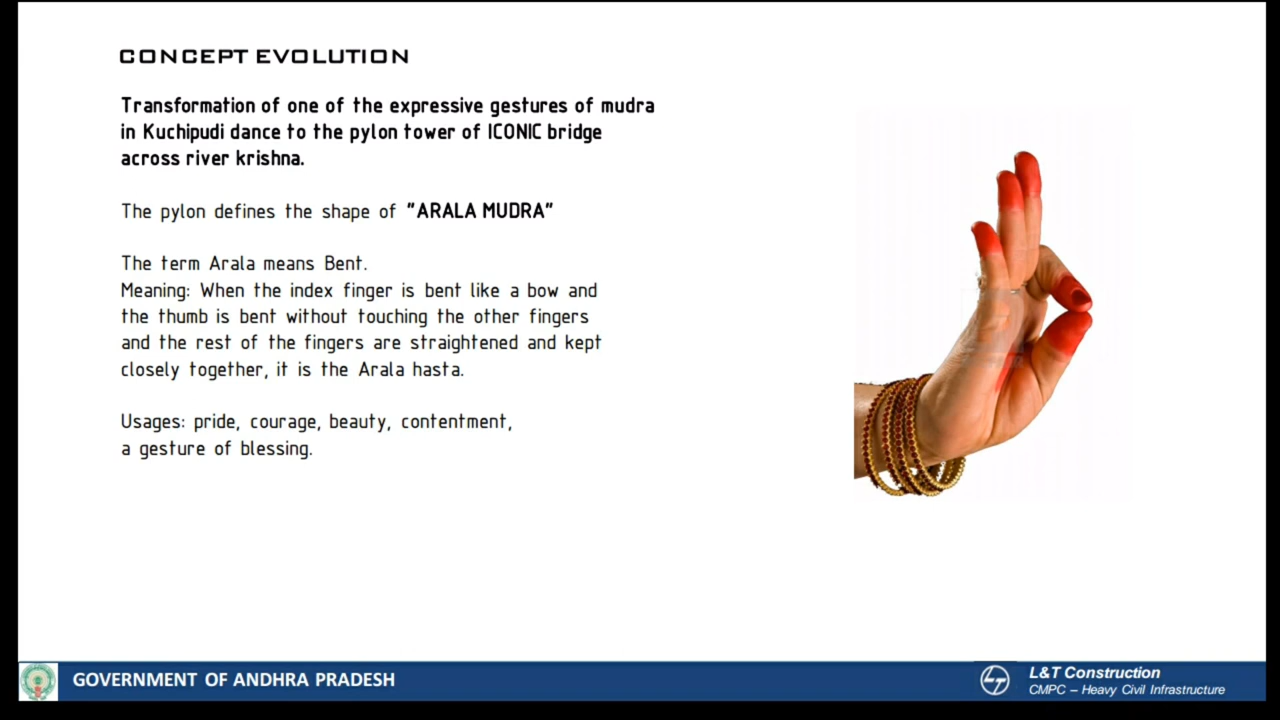 CONCEPT EVOLUTION
Transformation of one of the expressive gestures of mudra
in Kuchipudi dance to the pylon tower of ICONIC bridge
across river krishna.
The pylon defines the shape of "ARALA MUDRA"
The term Arala means Bent.
Meaning: When the index finger is bent like a bow and
the thumb is bent without touching the other fingers
and the rest of the fingers are straightened and kept
closely together, it is the Arala hasta.
Usages: pride, courage, beauty, contentment,
a gesture of blessing.
GOVERNMENT OF ANDHRA PRADESH
L&T Construction
CMPC – Heavy Civil Infrastructure